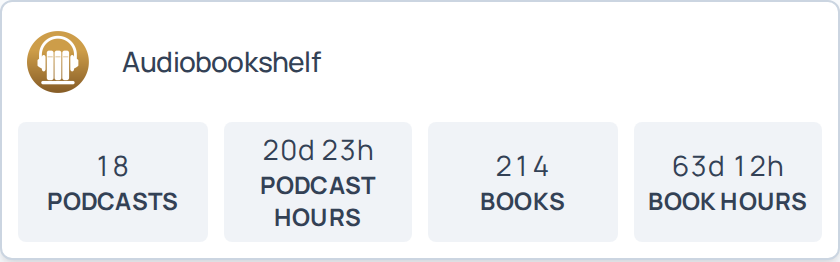 Audiobookshelf
18
PODCASTS
20d 23h
PODCAST
HOURS
214
BOOKS
63d 12h
BOOK HOURS